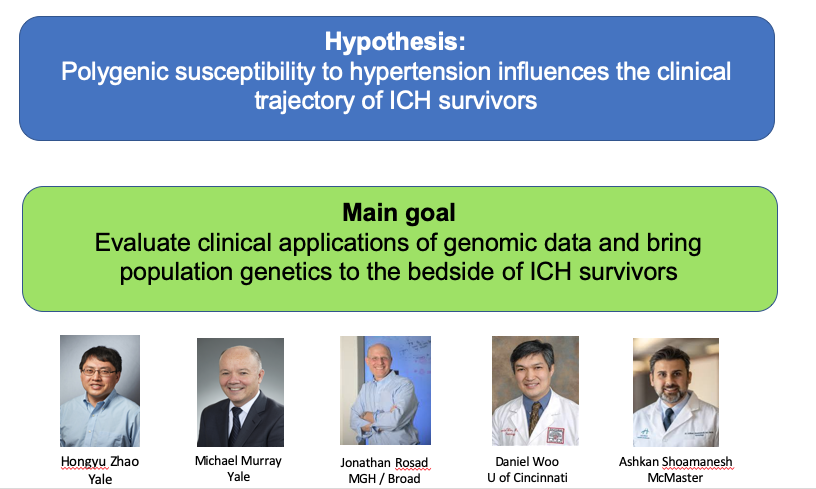 Hypothesis:
Polygenic susceptibility to hypertension influences the clinical
trajectory of ICH survivors
Main goal
Evaluate clinical applications of genomic data and bring
population genetics to the bedside of ICH survivors
Hongyu Zhao
Yale
Michael Murray
Yale
Jonathan Rosad
MGH / Broad
Daniel Woo
U of Cincinnati
Ashkan Shoamanesh
McMaster